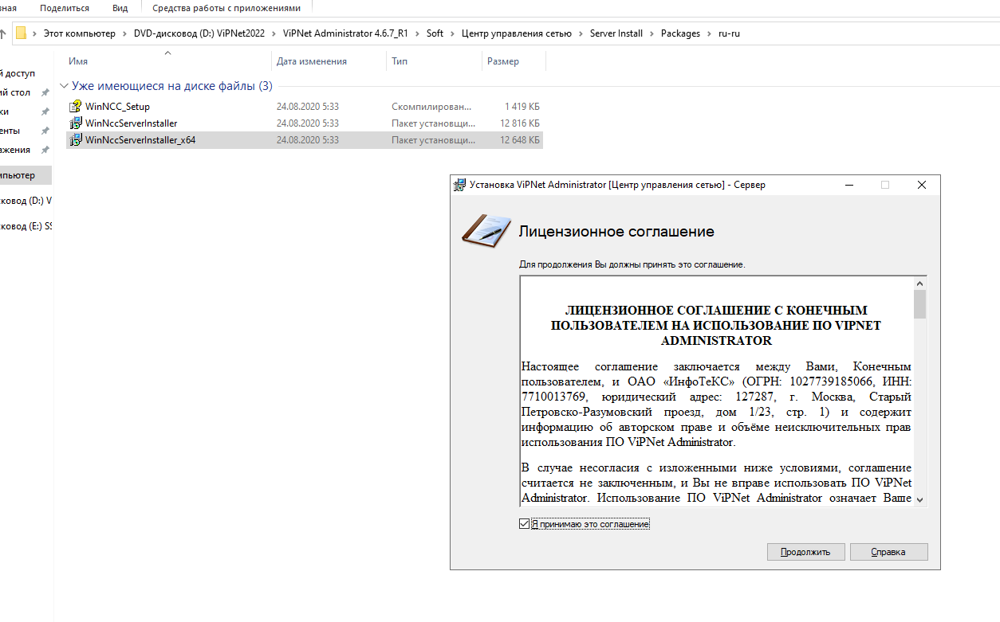 вная Поделиться Вид Средства работы с приложениями
Этот компьютер › DVD-дисковод (D:) ViPNet2022 › ViPNet Administrator 4.6.7_R1 › Soft › Центр управления сетью › Server Install › Packages › ru-ru
Имя Дата изменения Тип Размер
й доступ
ий стол
ки
енты
ажения
мпьютер
сковод (D:) V
сковод (E:) SS
Уже имеющиеся на диске файлы (3)
WinNCC_Setup 24.08.2020 5:33 Скомпилирован... 1 419 КБ
WinNccServerInstaller 24.08.2020 5:33 Пакет установщи... 12 816 КБ
WinNccServerInstaller_x64 24.08.2020 5:33 Пакет установщи... 12 648 КБ
Установка ViPNet Administrator [Центр управления сетью] - Сервер
Лицензионное соглашение
Для продолжения Вы должны принять это соглашение.
ЛИЦЕНЗИОННОЕ СОГЛАШЕНИЕ С КОНЕЧНЫМ
ПОЛЬЗОВАТЕЛЕМ НА ИСПОЛЬЗОВАНИЕ ПО VIPNET
ADMINISTRATOR
Настоящее соглашение заключается между Вами, Конечным
пользователем, и ОАО «ИнфоТеКС» (ОГРН: 1027739185066, ИНН:
7710013769, юридический адрес: 127287, г. Москва, Старый
Петровско-Разумовский проезд, дом 1/23, стр. 1) и содержит
информацию об авторском праве и объёме неисключительных прав
использования ПО ViPNet Administrator.
В случае несогласия с изложенными ниже условиями, соглашение
считается не заключенным, и Вы не вправе использовать ПО ViPNet
Administrator. Использование ПО ViPNet Administrator означает Ваше
Я принимаю это соглашение
Продолжить Справка